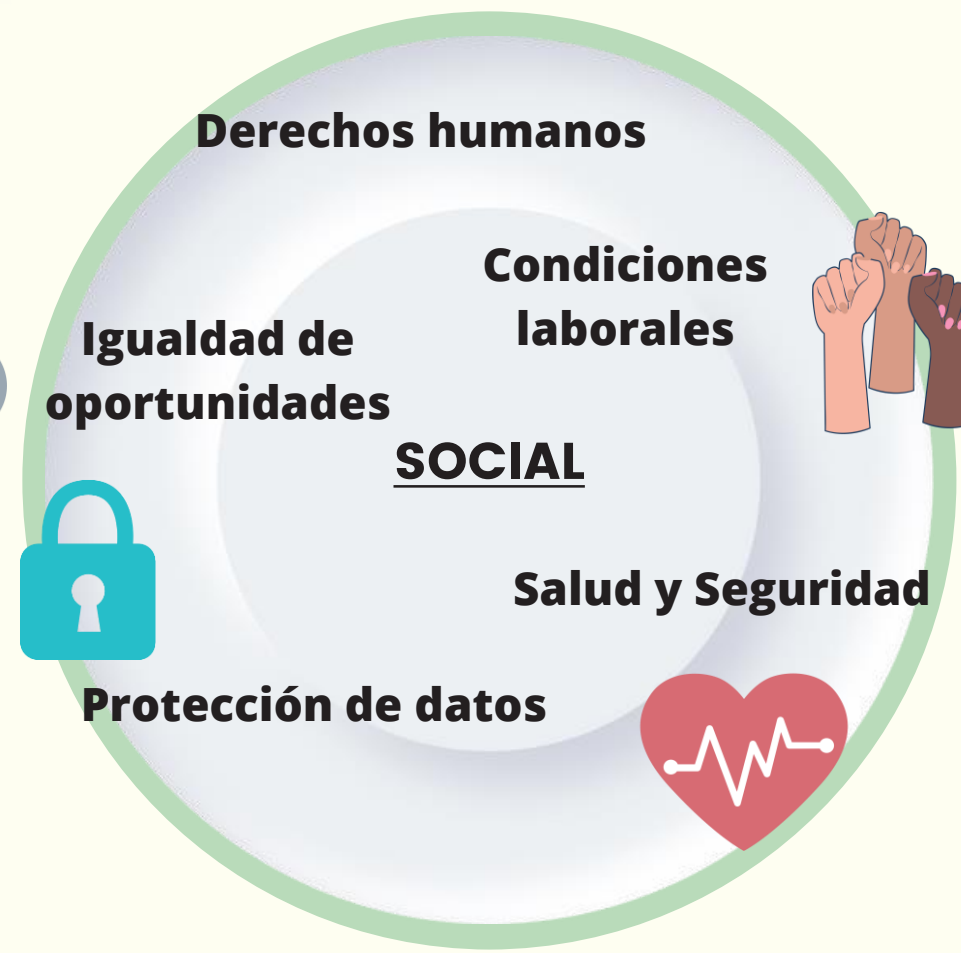 Derechos humanos
Condiciones
laborales
Igualdad de
oportunidades
SOCIAL
Salud y Seguridad
Protección de datos